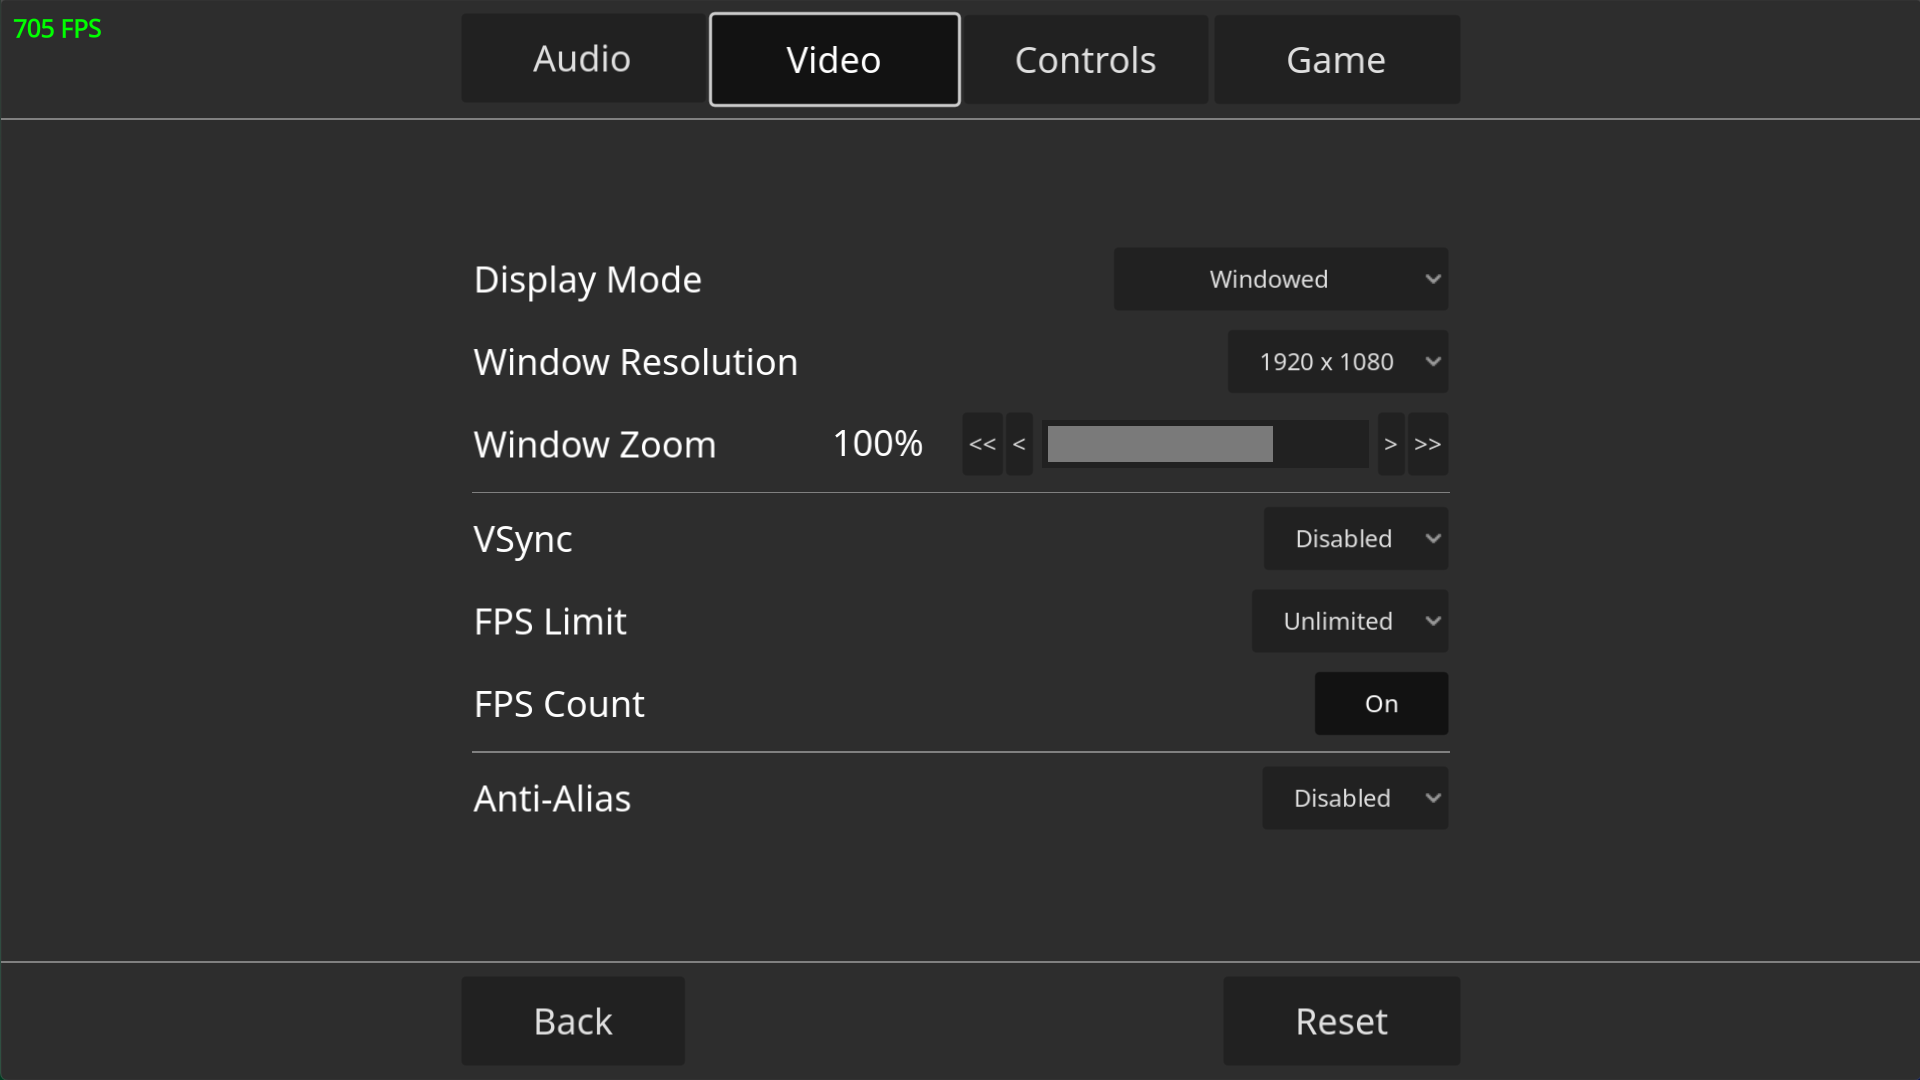 705 FPS
Audio Video Controls Game
Display Mode Windowed
Window Resolution 1920 x 1080
Window Zoom 100% << < > >>
VSync Disabled
FPS Limit Unlimited
FPS Count On
Anti-Alias Disabled
Back Reset